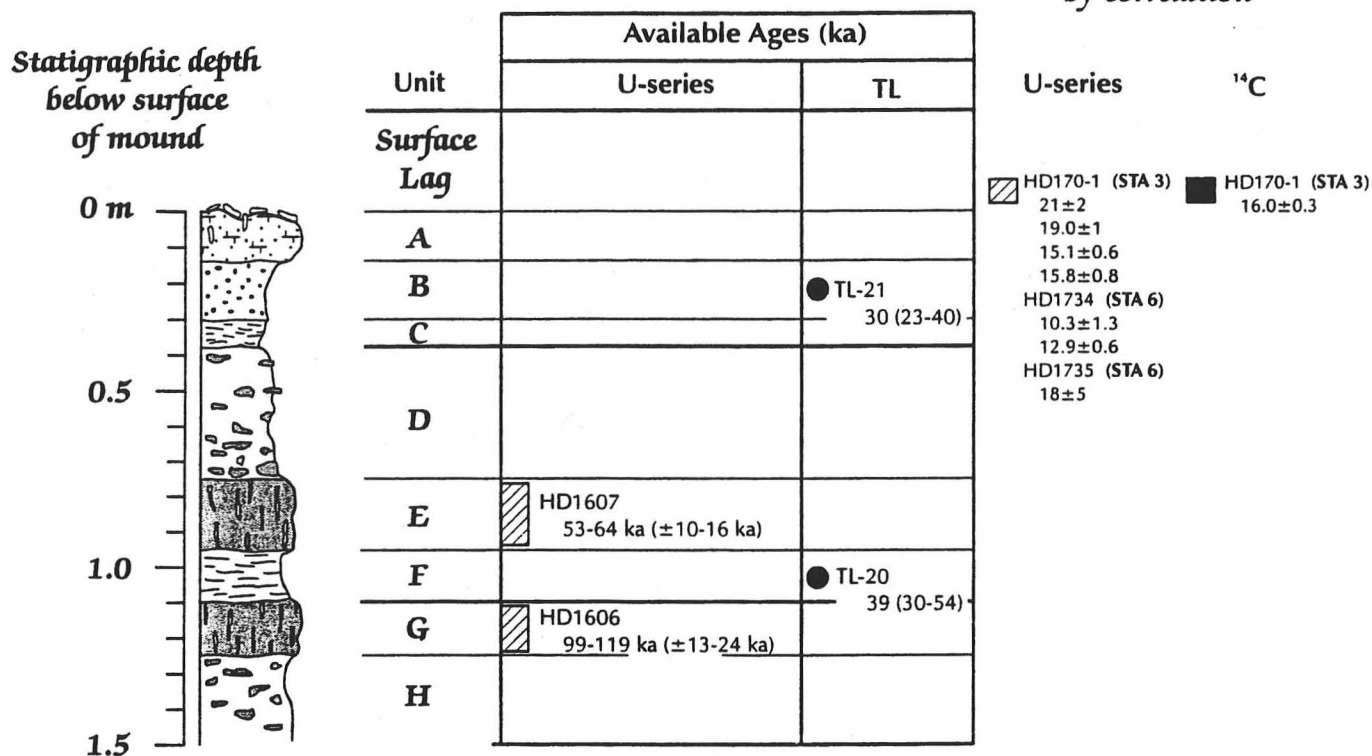 by correlation
Statigraphic depth
below surface
of mound
Available Ages (ka)
Unit
U-series
TL
U-series
¹⁴C
Surface
Lag
HD170-1 (STA 3)
21±2
19.0±1
15.1±0.6
15.8±0.8
HD1734 (STA 6)
10.3±1.3
12.9±0.6
HD1735 (STA 6)
18±5
HD170-1 (STA 3)
16.0±0.3
0 m
A
B
TL-21
30 (23-40)
C
0.5
D
E
HD1607
53-64 ka (±10-16 ka)
1.0
F
TL-20
39 (30-54)
G
HD1606
99-119 ka (±13-24 ka)
H
1.5